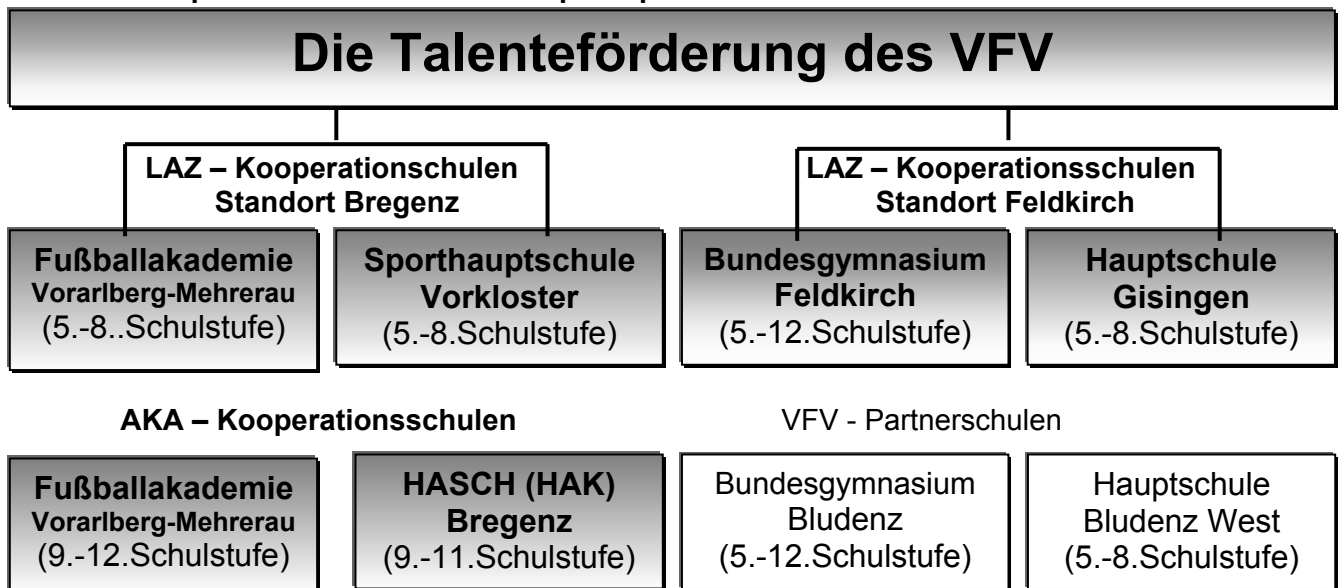 Die Talenteförderung des VFV
LAZ – Kooperationschulen
Standort Bregenz
LAZ – Kooperationsschulen
Standort Feldkirch
Fußballakademie
Vorarlberg-Mehrerau
(5.-8..Schulstufe)
Sporthauptschule
Vorkloster
(5.-8.Schulstufe)
Bundesgymnasium
Feldkirch
(5.-12.Schulstufe)
Hauptschule
Gisingen
(5.-8.Schulstufe)
AKA – Kooperationsschulen
VFV - Partnerschulen
Fußballakademie
Vorarlberg-Mehrerau
(9.-12.Schulstufe)
HASCH (HAK)
Bregenz
(9.-11.Schulstufe)
Bundesgymnasium
Bludenz
(5.-12.Schulstufe)
Hauptschule
Bludenz West
(5.-8.Schulstufe)